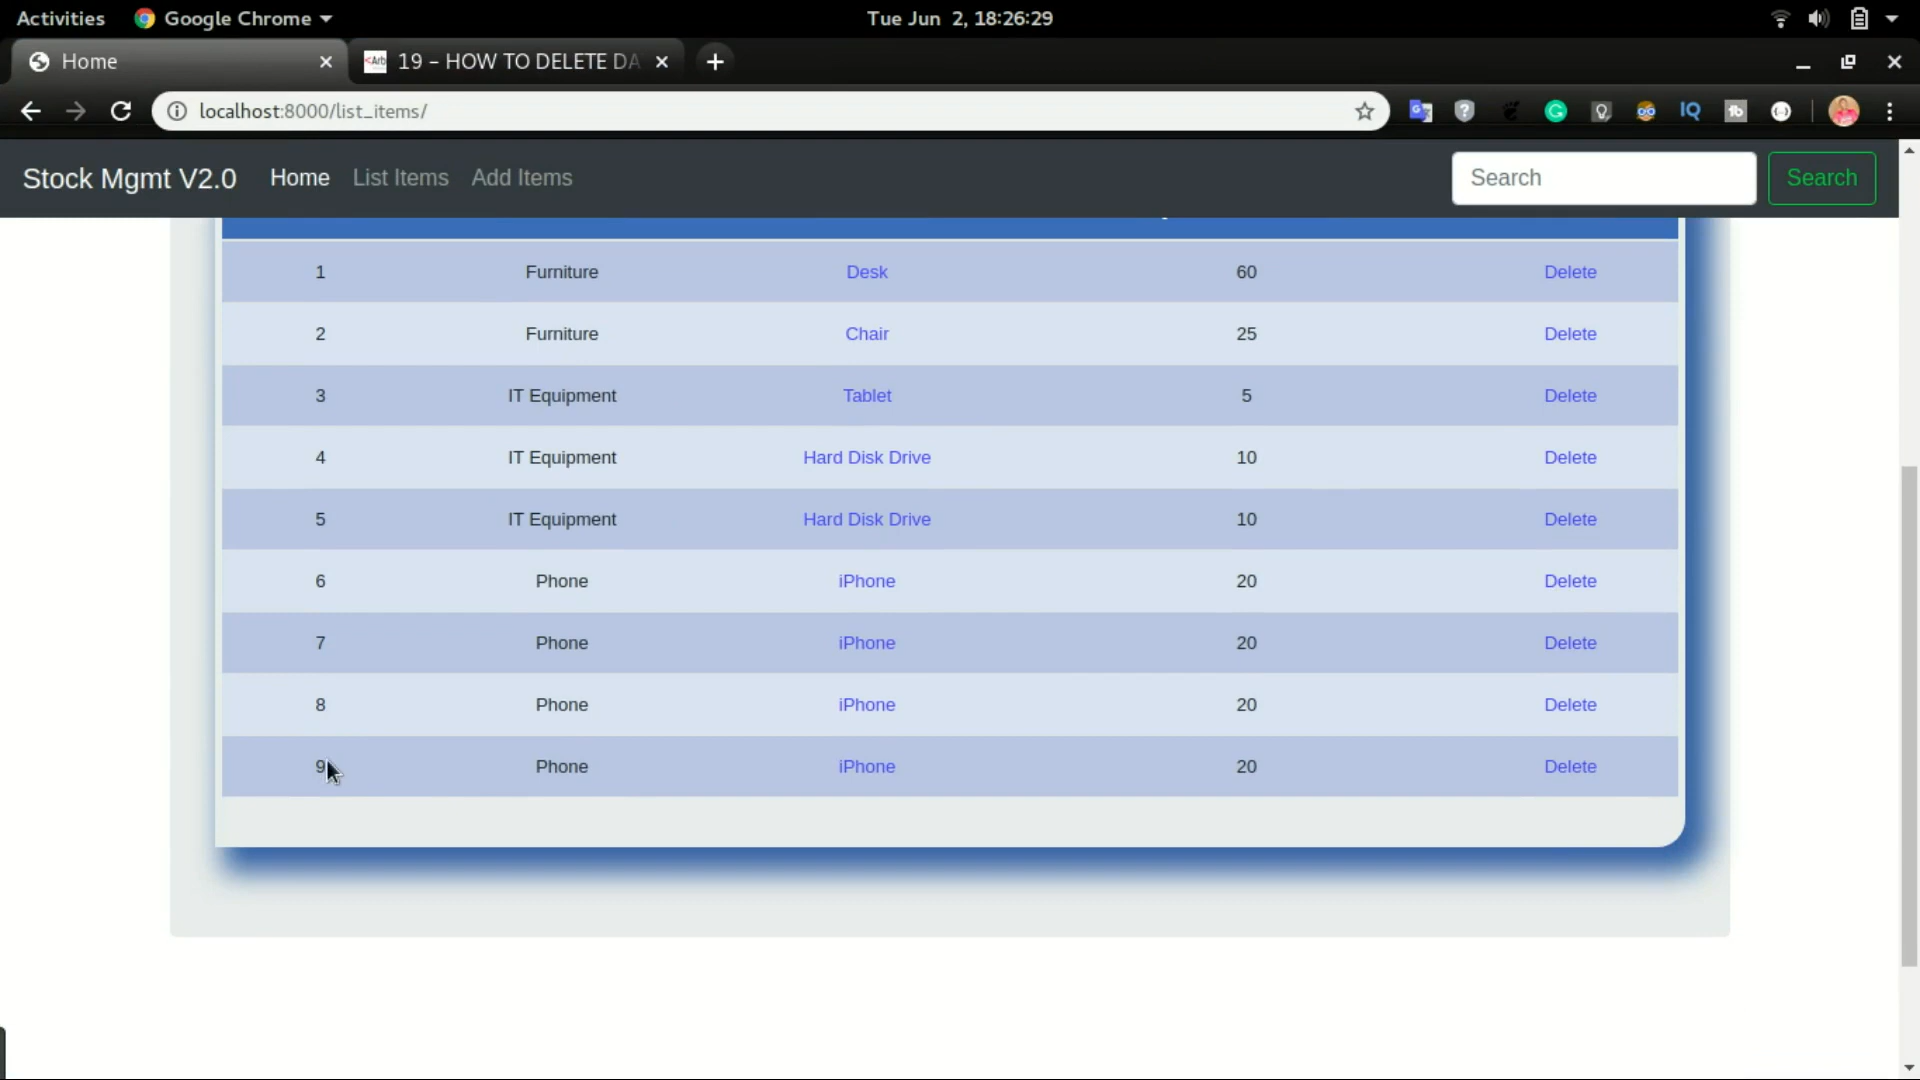 Activities Google Chrome Tue Jun 2, 18:26:29
Home 19 – HOW TO DELETE DA
localhost:8000/list_items/
Stock Mgmt V2.0 Home List Items Add Items Search Search
1 Furniture Desk 60 Delete
2 Furniture Chair 25 Delete
3 IT Equipment Tablet 5 Delete
4 IT Equipment Hard Disk Drive 10 Delete
5 IT Equipment Hard Disk Drive 10 Delete
6 Phone iPhone 20 Delete
7 Phone iPhone 20 Delete
8 Phone iPhone 20 Delete
9 Phone iPhone 20 Delete